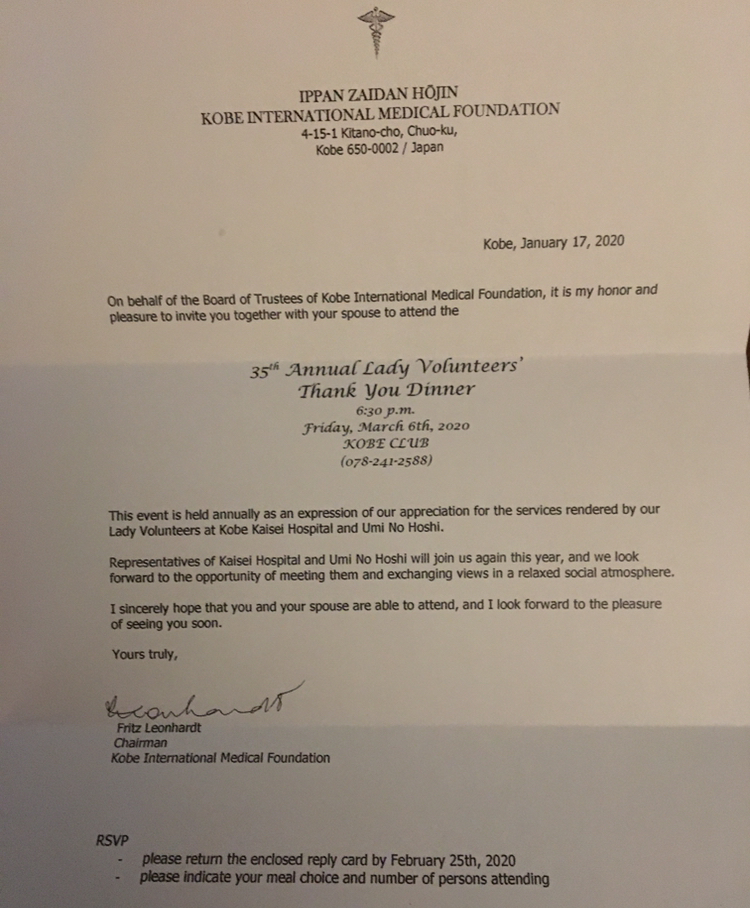 IPPAN ZAIDAN HŌJIN
KOBE INTERNATIONAL MEDICAL FOUNDATION
4-15-1 Kitano-cho, Chuo-ku,
Kobe 650-0002 / Japan
Kobe, January 17, 2020
On behalf of the Board of Trustees of Kobe International Medical Foundation, it is my honor and
pleasure to invite you together with your spouse to attend the
35th Annual Lady Volunteers'
Thank You Dinner
6:30 p.m.
Friday, March 6th, 2020
KOBE CLUB
(078-241-2588)
This event is held annually as an expression of our appreciation for the services rendered by our
Lady Volunteers at Kobe Kaisei Hospital and Umi No Hoshi.
Representatives of Kaisei Hospital and Umi No Hoshi will join us again this year, and we look
forward to the opportunity of meeting them and exchanging views in a relaxed social atmosphere.
I sincerely hope that you and your spouse are able to attend, and I look forward to the pleasure
of seeing you soon.
Yours truly,
Leonhardt
Fritz Leonhardt
Chairman
Kobe International Medical Foundation
RSVP
- please return the enclosed reply card by February 25th, 2020
- please indicate your meal choice and number of persons attending